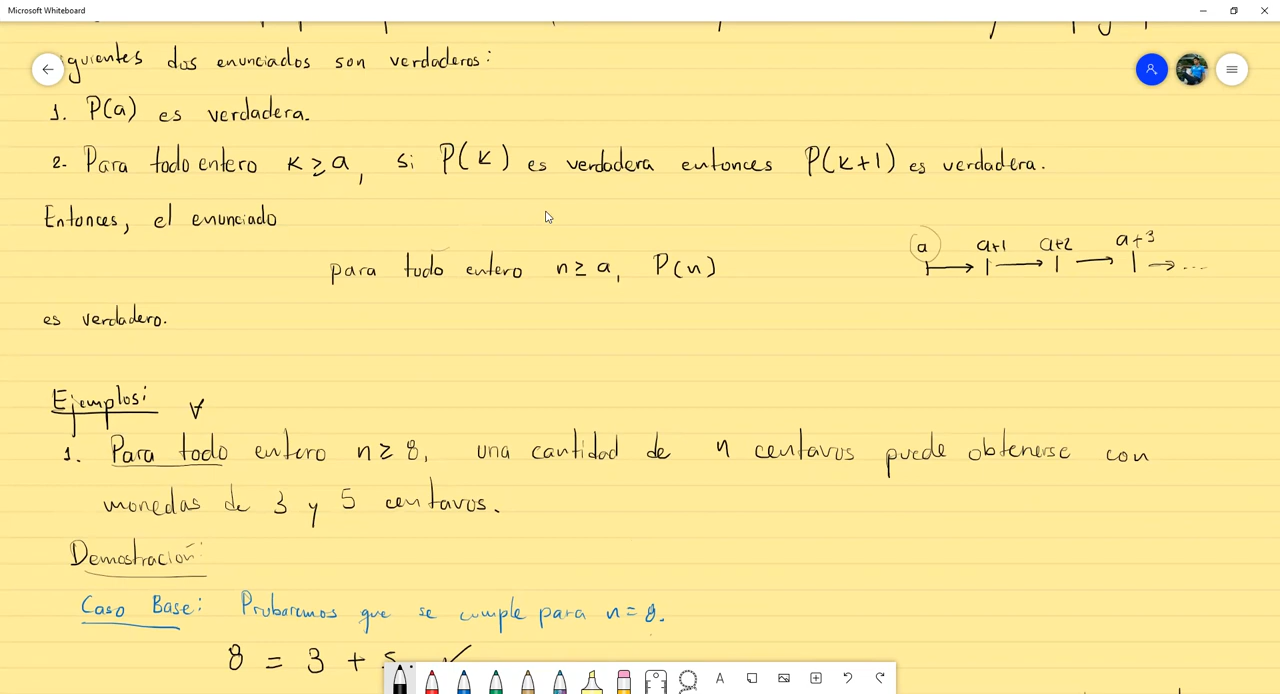 Microsoft Whiteboard
guientes dos enunciados son verdaderos:
1. P(a) es verdadera.
2. Para todo entero k ≥ a, si P(k) es verdadera entonces P(k+1) es verdadera.
Entonces, el enunciado
a a+1 a+2 a+3
para todo entero n ≥ a, P(n)
...
es verdadero.
Ejemplos: ∀
1. Para todo entero n ≥ 8, una cantidad de n centavos puede obtenerse con
monedas de 3 y 5 centavos.
Demostración:
Caso Base: Probaremos que se cumple para n = 8.
8 = 3 + 5 ✓
A